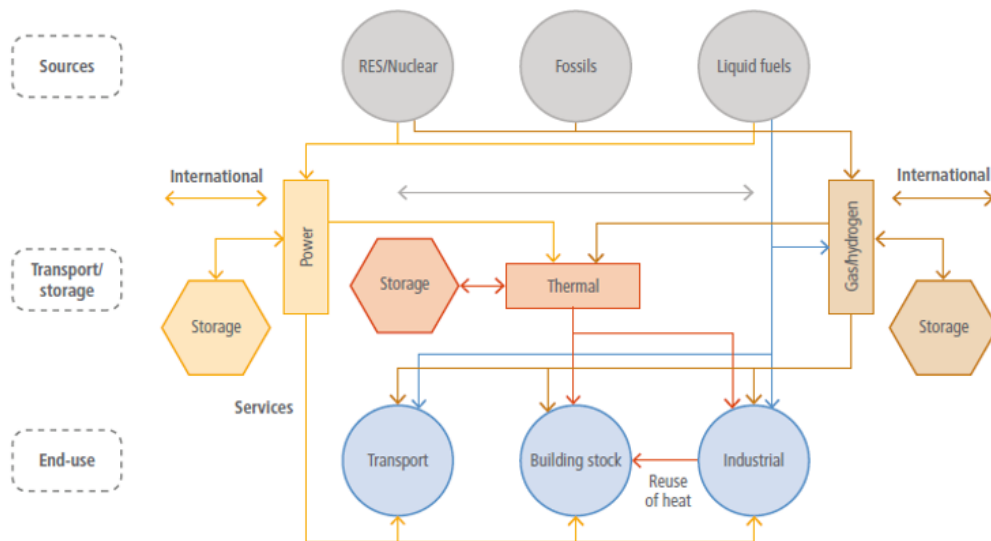 Sources
RES/Nuclear
Fossils
Liquid fuels
International
International
Power
Gas/hydrogen
Transport/
storage
Storage
Thermal
Storage
Storage
Services
End-use
Transport
Building stock
Industrial
Reuse
of heat